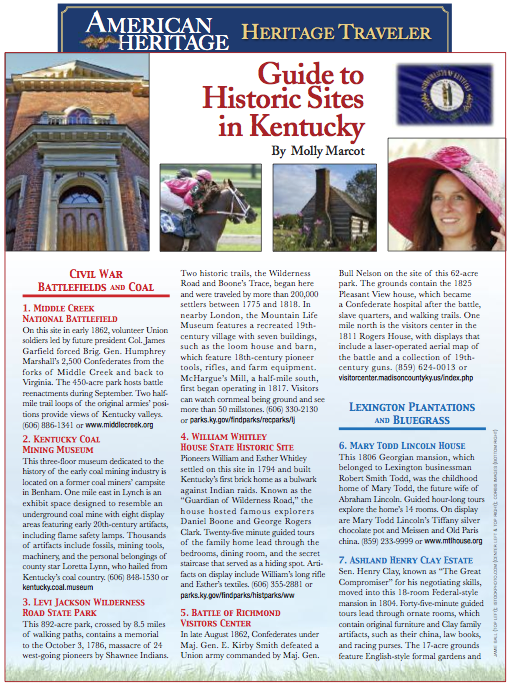 AMERICAN
HERITAGE
HERITAGE TRAVELER
Guide to
Historic Sites
in Kentucky
By Molly Marcot
CIVIL WAR
BATTLEFIELDS AND COAL
1. MIDDLE CREEK
NATIONAL BATTLEFIELD
On this site in early 1862, volunteer Union
soldiers led by future president Col. James
Garfield forced Brig. Gen. Humphrey
Marshall's 2,500 Confederates from the
forks of Middle Creek and back to
Virginia. The 450-acre park hosts battle
reenactments during September. Two half-
mile trail loops of the original armies' posi-
tions provide views of Kentucky valleys.
(606) 886-1341 or www.middlecreek.org
2. KENTUCKY COAL
MINING MUSEUM
This three-floor museum dedicated to the
history of the early coal mining industry is
located on a former coal miners' campsite
in Benham. One mile east in Lynch is an
exhibit space designed to resemble an
underground coal mine with eight display
areas featuring early 20th-century artifacts,
including flame safety lamps. Thousands
of artifacts include fossils, mining tools,
machinery, and the personal belongings of
county star Loretta Lynn, who hailed from
Kentucky's coal country. (606) 848-1530 or
kentucky.coal.museum
3. LEVI JACKSON WILDERNESS
ROAD STATE PARK
This 892-acre park, crossed by 8.5 miles
of walking paths, contains a memorial
to the October 3, 1786, massacre of 24
west-going pioneers by Shawnee Indians.
Two historic trails, the Wilderness
Road and Boone's Trace, began here
and were traveled by more than 200,000
settlers between 1775 and 1818. In
nearby London, the Mountain Life
Museum features a recreated 19th-
century village with seven buildings,
such as the loom house and barn,
which feature 18th-century pioneer
tools, rifles, and farm equipment.
McHargue's Mill, a half-mile south,
first began operating in 1817. Visitors
can watch cornmeal being ground and see
more than 50 millstones. (606) 330-2130
or parks.ky.gov/findparks/recparks/lj
4. WILLIAM WHITLEY
HOUSE STATE HISTORIC SITE
Pioneers William and Esther Whitley
settled on this site in 1794 and built
Kentucky's first brick home as a bulwark
against Indian raids. Known as the
"Guardian of Wilderness Road," the
house hosted famous explorers
Daniel Boone and George Rogers
Clark. Twenty-five minute guided tours
of the family home lead through the
bedrooms, dining room, and the secret
staircase that served as a hiding spot. Arti-
facts on display include William's long rifle
and Esther's textiles. (606) 355-2881 or
parks.ky.gov/findparks/histparks/ww
5. BATTLE OF RICHMOND
VISITORS CENTER
In late August 1862, Confederates under
Maj. Gen. E. Kirby Smith defeated a
Union army commanded by Maj. Gen.
Bull Nelson on the site of this 62-acre
park. The grounds contain the 1825
Pleasant View house, which became
a Confederate hospital after the battle,
slave quarters, and walking trails. One
mile north is the visitors center in the
1811 Rogers House, with displays that
include a laser-operated aerial map of
the battle and a collection of 19th-
century guns. (859) 624-0013 or
visitorcenter.madisoncountyky.us/index.php
LEXINGTON PLANTATIONS
AND BLUEGRASS
6. MARY TODD LINCOLN HOUSE
This 1806 Georgian mansion, which
belonged to Lexington businessman
Robert Smith Todd, was the childhood
home of Mary Todd, the future wife of
Abraham Lincoln. Guided hour-long tours
explore the home's 14 rooms. On display
are Mary Todd Lincoln's Tiffany silver
chocolate pot and Meissen and Old Paris
china. (859) 233-9999 or www.mtlhouse.org
7. ASHLAND HENRY CLAY ESTATE
Sen. Henry Clay, known as "The Great
Compromiser" for his negotiating skills,
moved into this 18-room Federal-style
mansion in 1804. Forty-five-minute guided
tours lead through ornate rooms, which
contain original furniture and Clay family
artifacts, such as their china, law books,
and racing purses. The 17-acre grounds
feature English-style formal gardens and